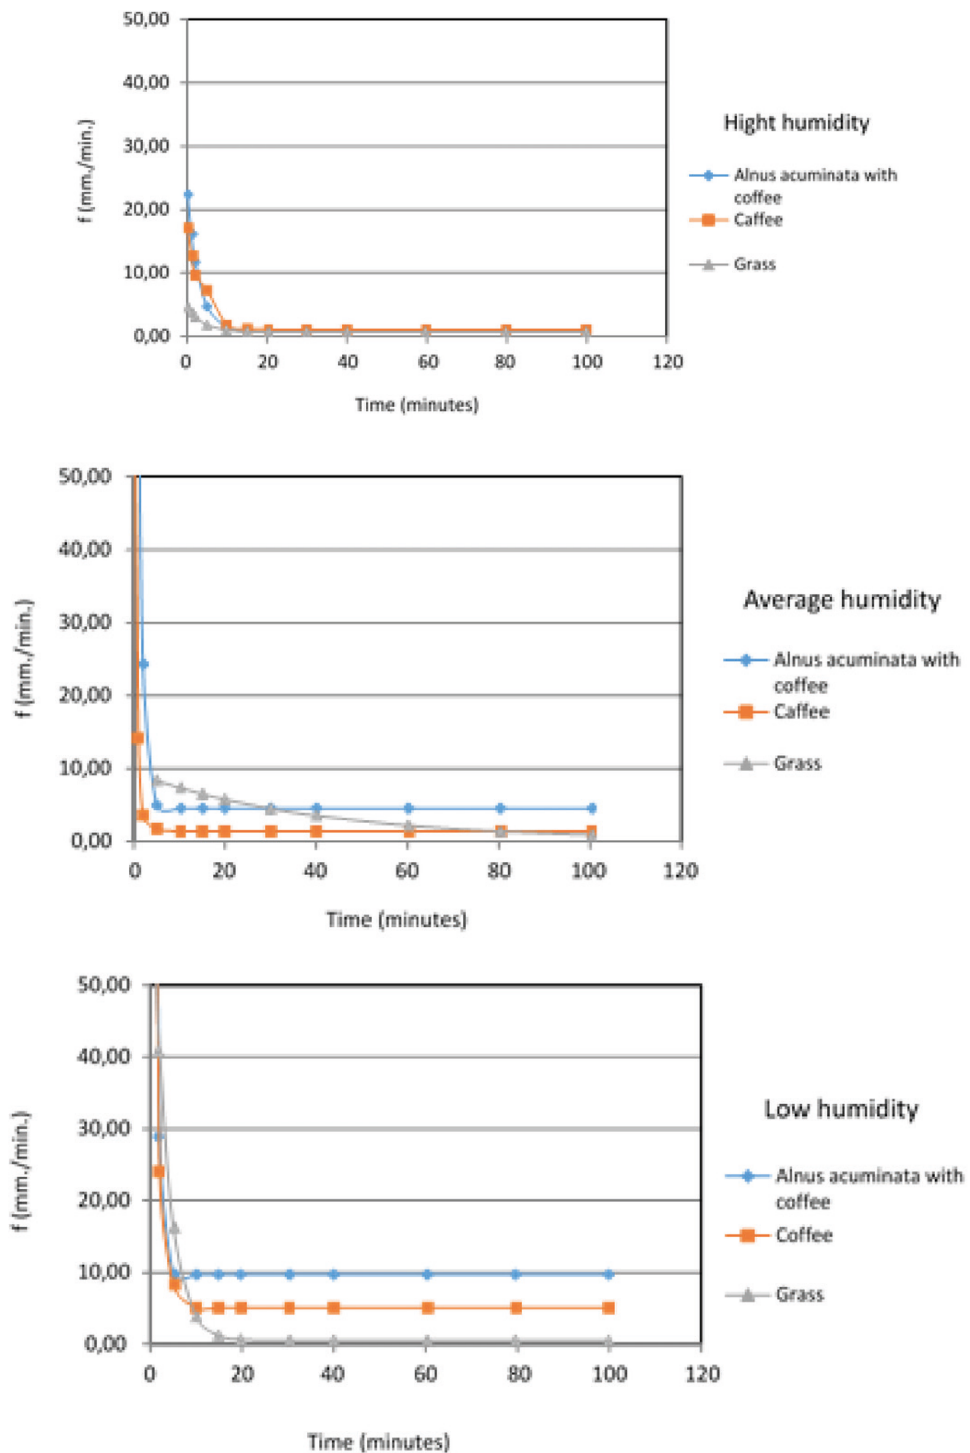 50,00
40,00
30,00
20,00
10,00
0,00
f (mm./min.)
0 20 40 60 80 100 120
Time (minutes)
Hight humidity
Alnus acuminata with
coffee
Caffee
Grass
50,00
40,00
30,00
20,00
10,00
0,00
f (mm./min.)
0 20 40 60 80 100 120
Time (minutes)
Average humidity
Alnus acuminata with
coffee
Caffee
Grass
50,00
40,00
30,00
20,00
10,00
0,00
f (mm./min.)
0 20 40 60 80 100 120
Time (minutes)
Low humidity
Alnus acuminata with
coffee
Coffee
Grass